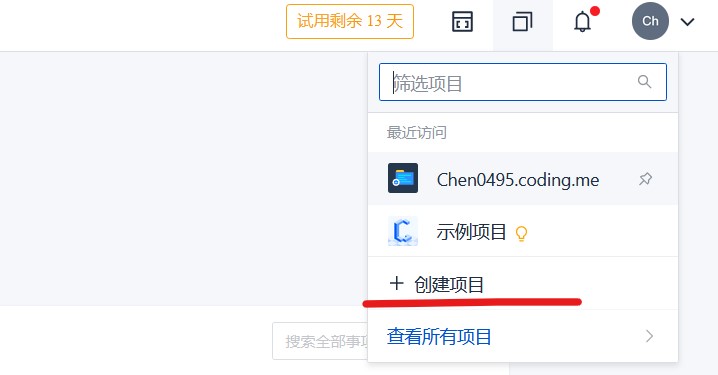 试用剩余 13 天
Ch
筛选项目
最近访问
Chen0495.coding.me
示例项目
创建项目
搜索全部事项
查看所有项目